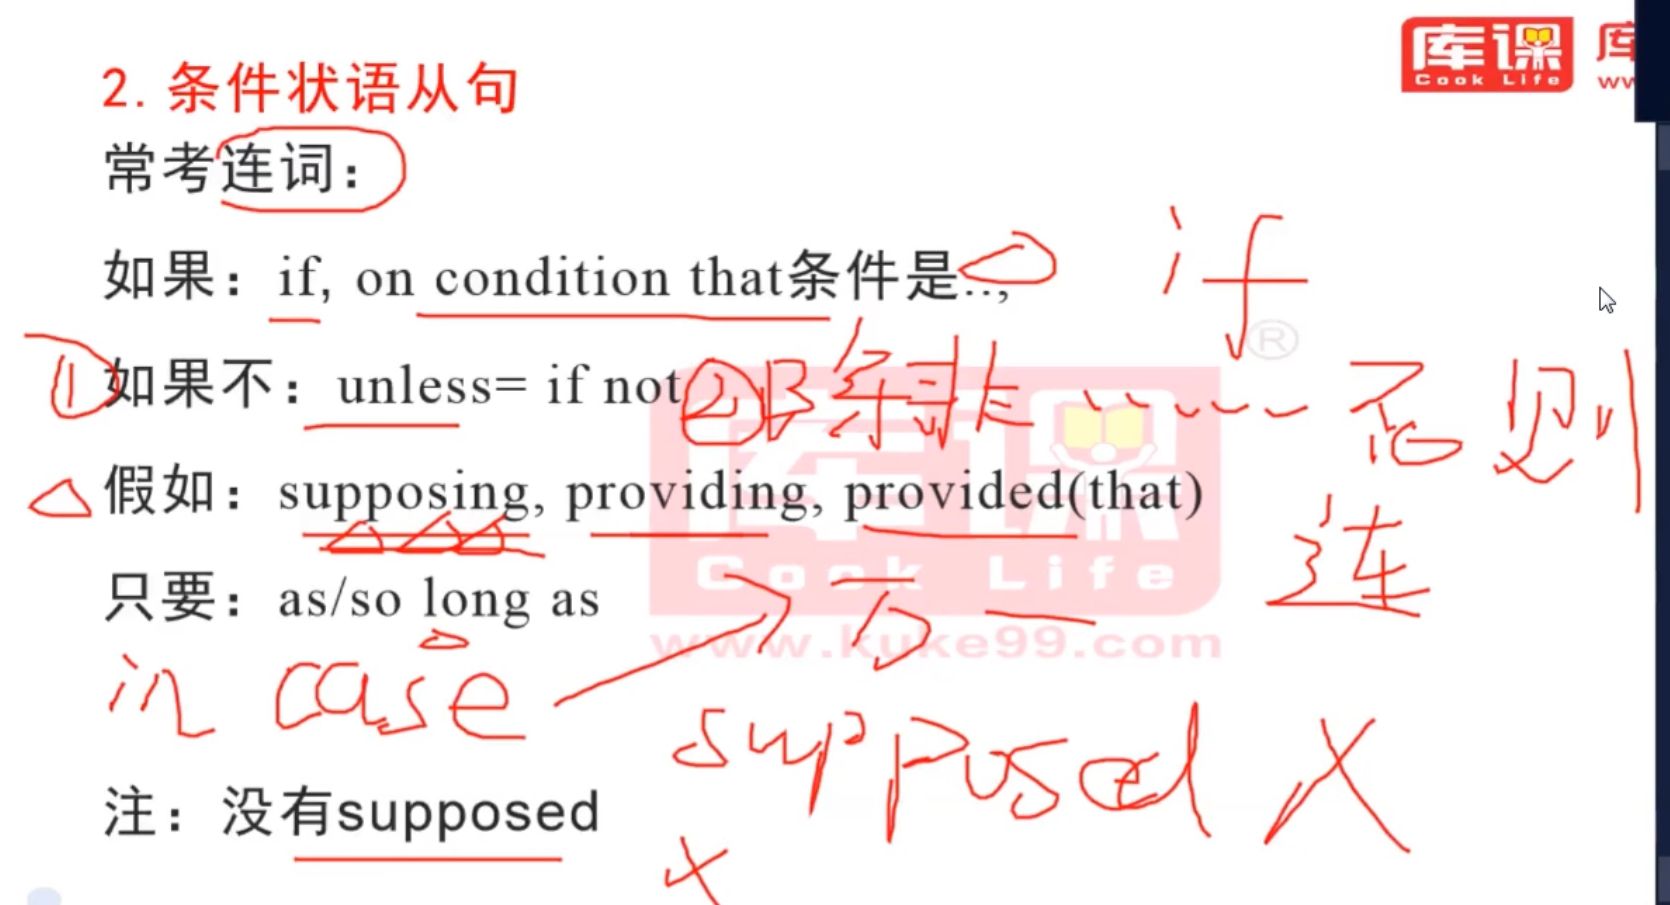 库课 库
Cook Life ww
2. 条件状语从句
常考连词：
如果：if, on condition that条件是..,
if
®
①如果不：unless= if not ②除非 …… 否则
假如：supposing, providing, provided(that)
连
库课
Cook Life
只要：as/so long as
www.kuke99.com
in case
supposed X
注：没有supposed
X